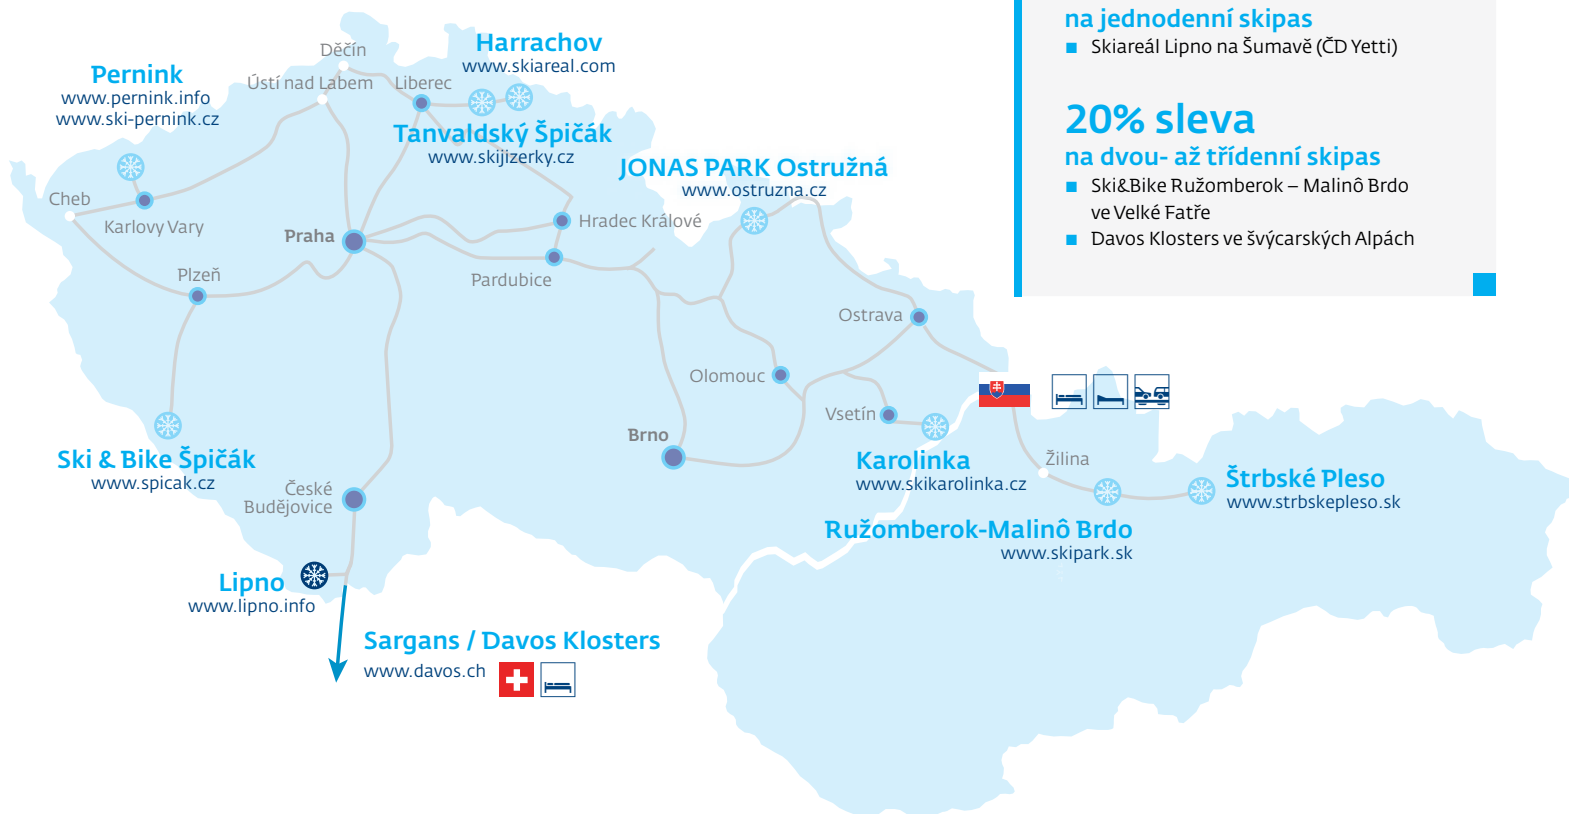 Děčín
Harrachov
www.skiareal.com
Pernink
www.pernink.info
www.ski-pernink.cz
Ústí nad Labem
Liberec
Tanvaldský Špičák
www.skijizerky.cz
JONAS PARK Ostružná
www.ostruzna.cz
Cheb
Karlovy Vary
Praha
Hradec Králové
Plzeň
Pardubice
Ostrava
Olomouc
Vsetín
Brno
Ski & Bike Špičák
www.spicak.cz
Karolinka
www.skikarolinka.cz
Žilina
Štrbské Pleso
www.strbskepleso.sk
České
Budějovice
Ružomberok-Malinô Brdo
www.skipark.sk
Lipno
www.lipno.info
Sargans / Davos Klosters
www.davos.ch
na jednodenní skipas
Skiareál Lipno na Šumavě (ČD Yetti)
20% sleva
na dvou- až třídenní skipas
Ski&Bike Ružomberok – Malinô Brdo
ve Velké Fatře
Davos Klosters ve švýcarských Alpách